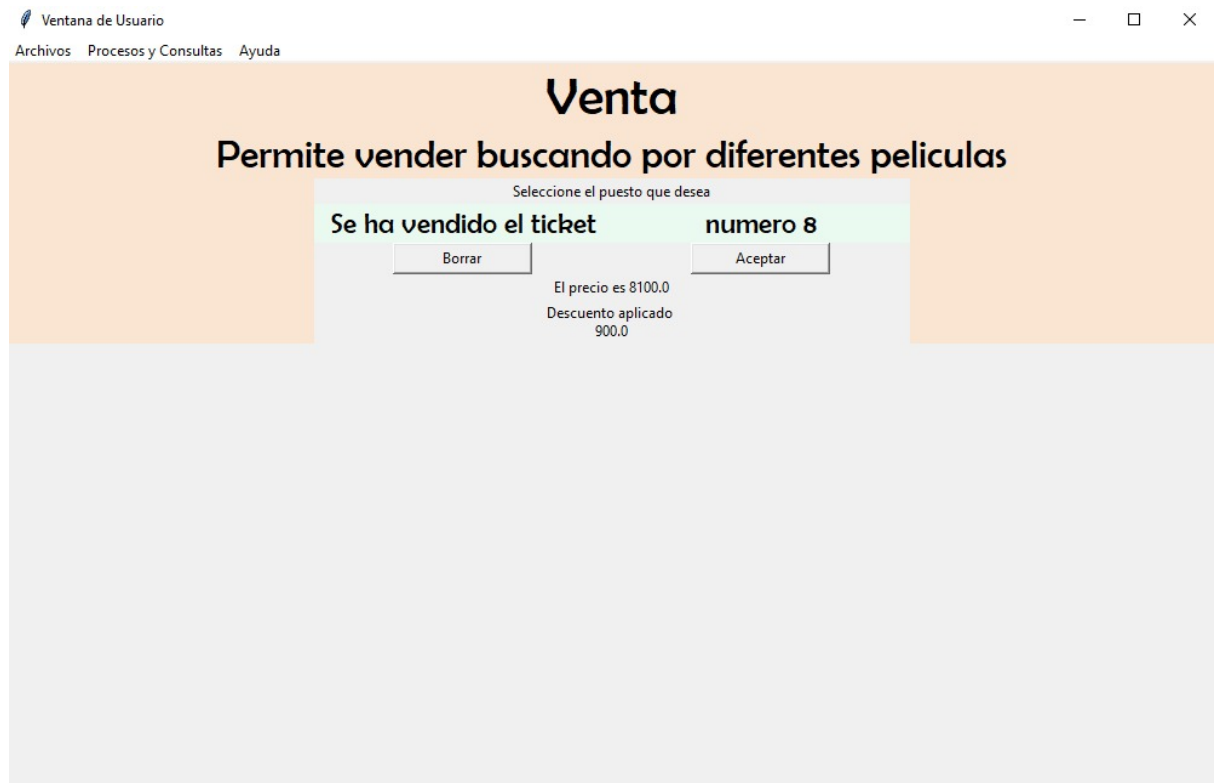 Ventana de Usuario
Archivos Procesos y Consultas Ayuda
Venta
Permite vender buscando por diferentes peliculas
Seleccione el puesto que desea
Se ha vendido el ticket numero 8
Borrar Aceptar
El precio es 8100.0
Descuento aplicado
900.0